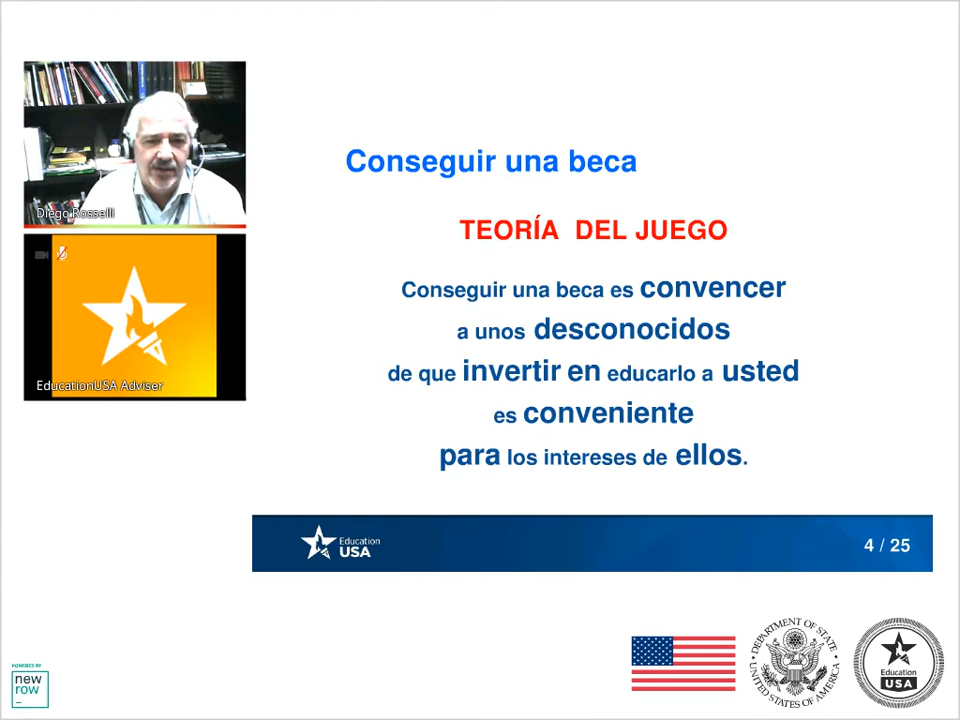 Conseguir una beca
TEORÍA DEL JUEGO
Conseguir una beca es convencer
a unos desconocidos
de que invertir en educarlo a usted
es conveniente
para los intereses de ellos.
Diego Rosselli
EducationUSA Adviser
Education
USA
4 / 25
POWERED BY
new
row
DEPARTMENT OF STATE
UNITED STATES OF AMERICA
Education
USA